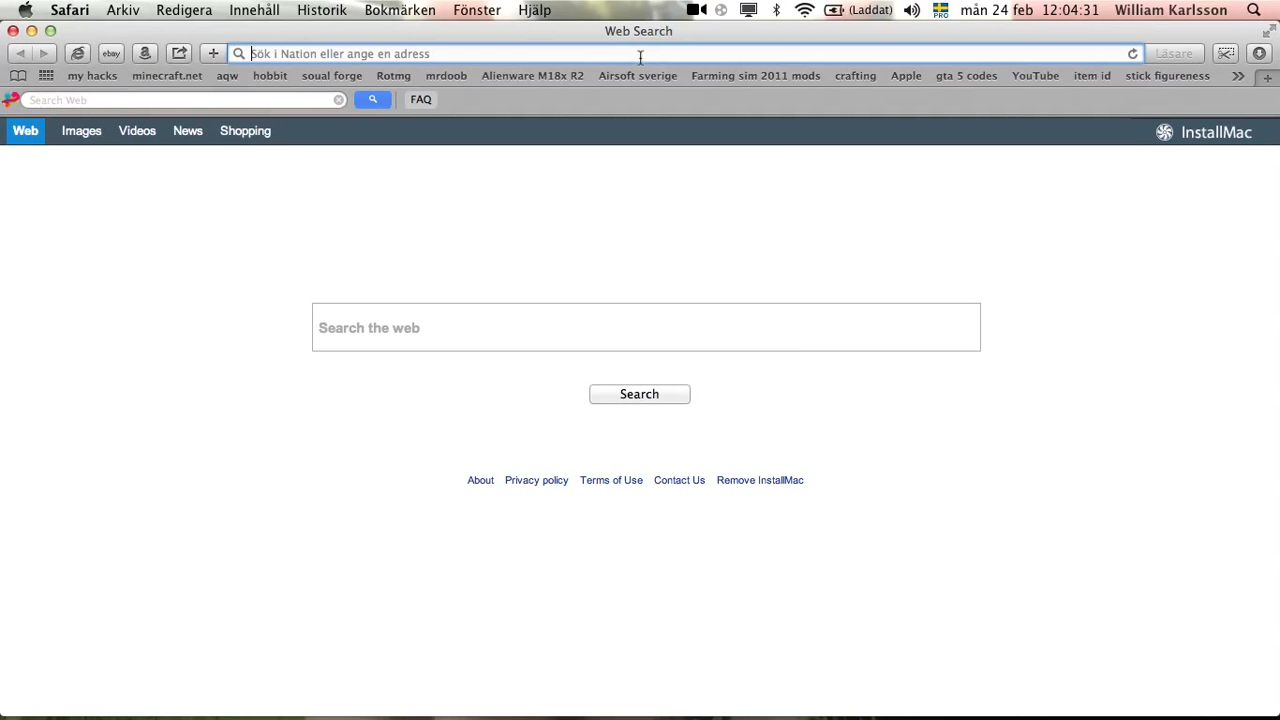 Safari Arkiv Redigera Innehåll Historik Bokmärken Fönster Hjälp (Laddat) PRO mån 24 feb 12:04:31 William Karlsson
Web Search
ebay Sök i Nation eller ange en adress Läsare
my hacks minecraft.net aqw hobbit soual forge Rotmg mrdoob Alienware M18x R2 Airsoft sverige Farming sim 2011 mods crafting Apple gta 5 codes YouTube item id stick figureness
Search Web FAQ
Web Images Videos News Shopping InstallMac
Search the web
Search
About Privacy policy Terms of Use Contact Us Remove InstallMac